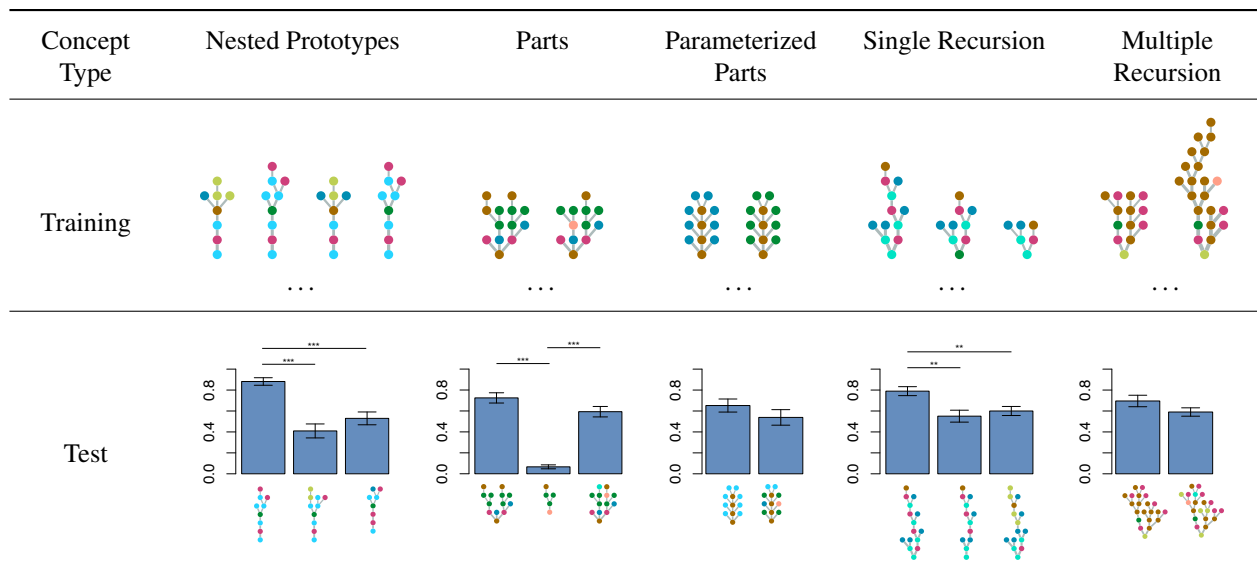 Concept Type
Nested Prototypes
Parts
Parameterized Parts
Single Recursion
Multiple Recursion
Training
. . .
. . .
. . .
. . .
. . .
Test
***
***
0.8
0.4
0.0
***
***
0.8
0.4
0.0
0.8
0.4
0.0
**
**
0.8
0.4
0.0
0.8
0.4
0.0